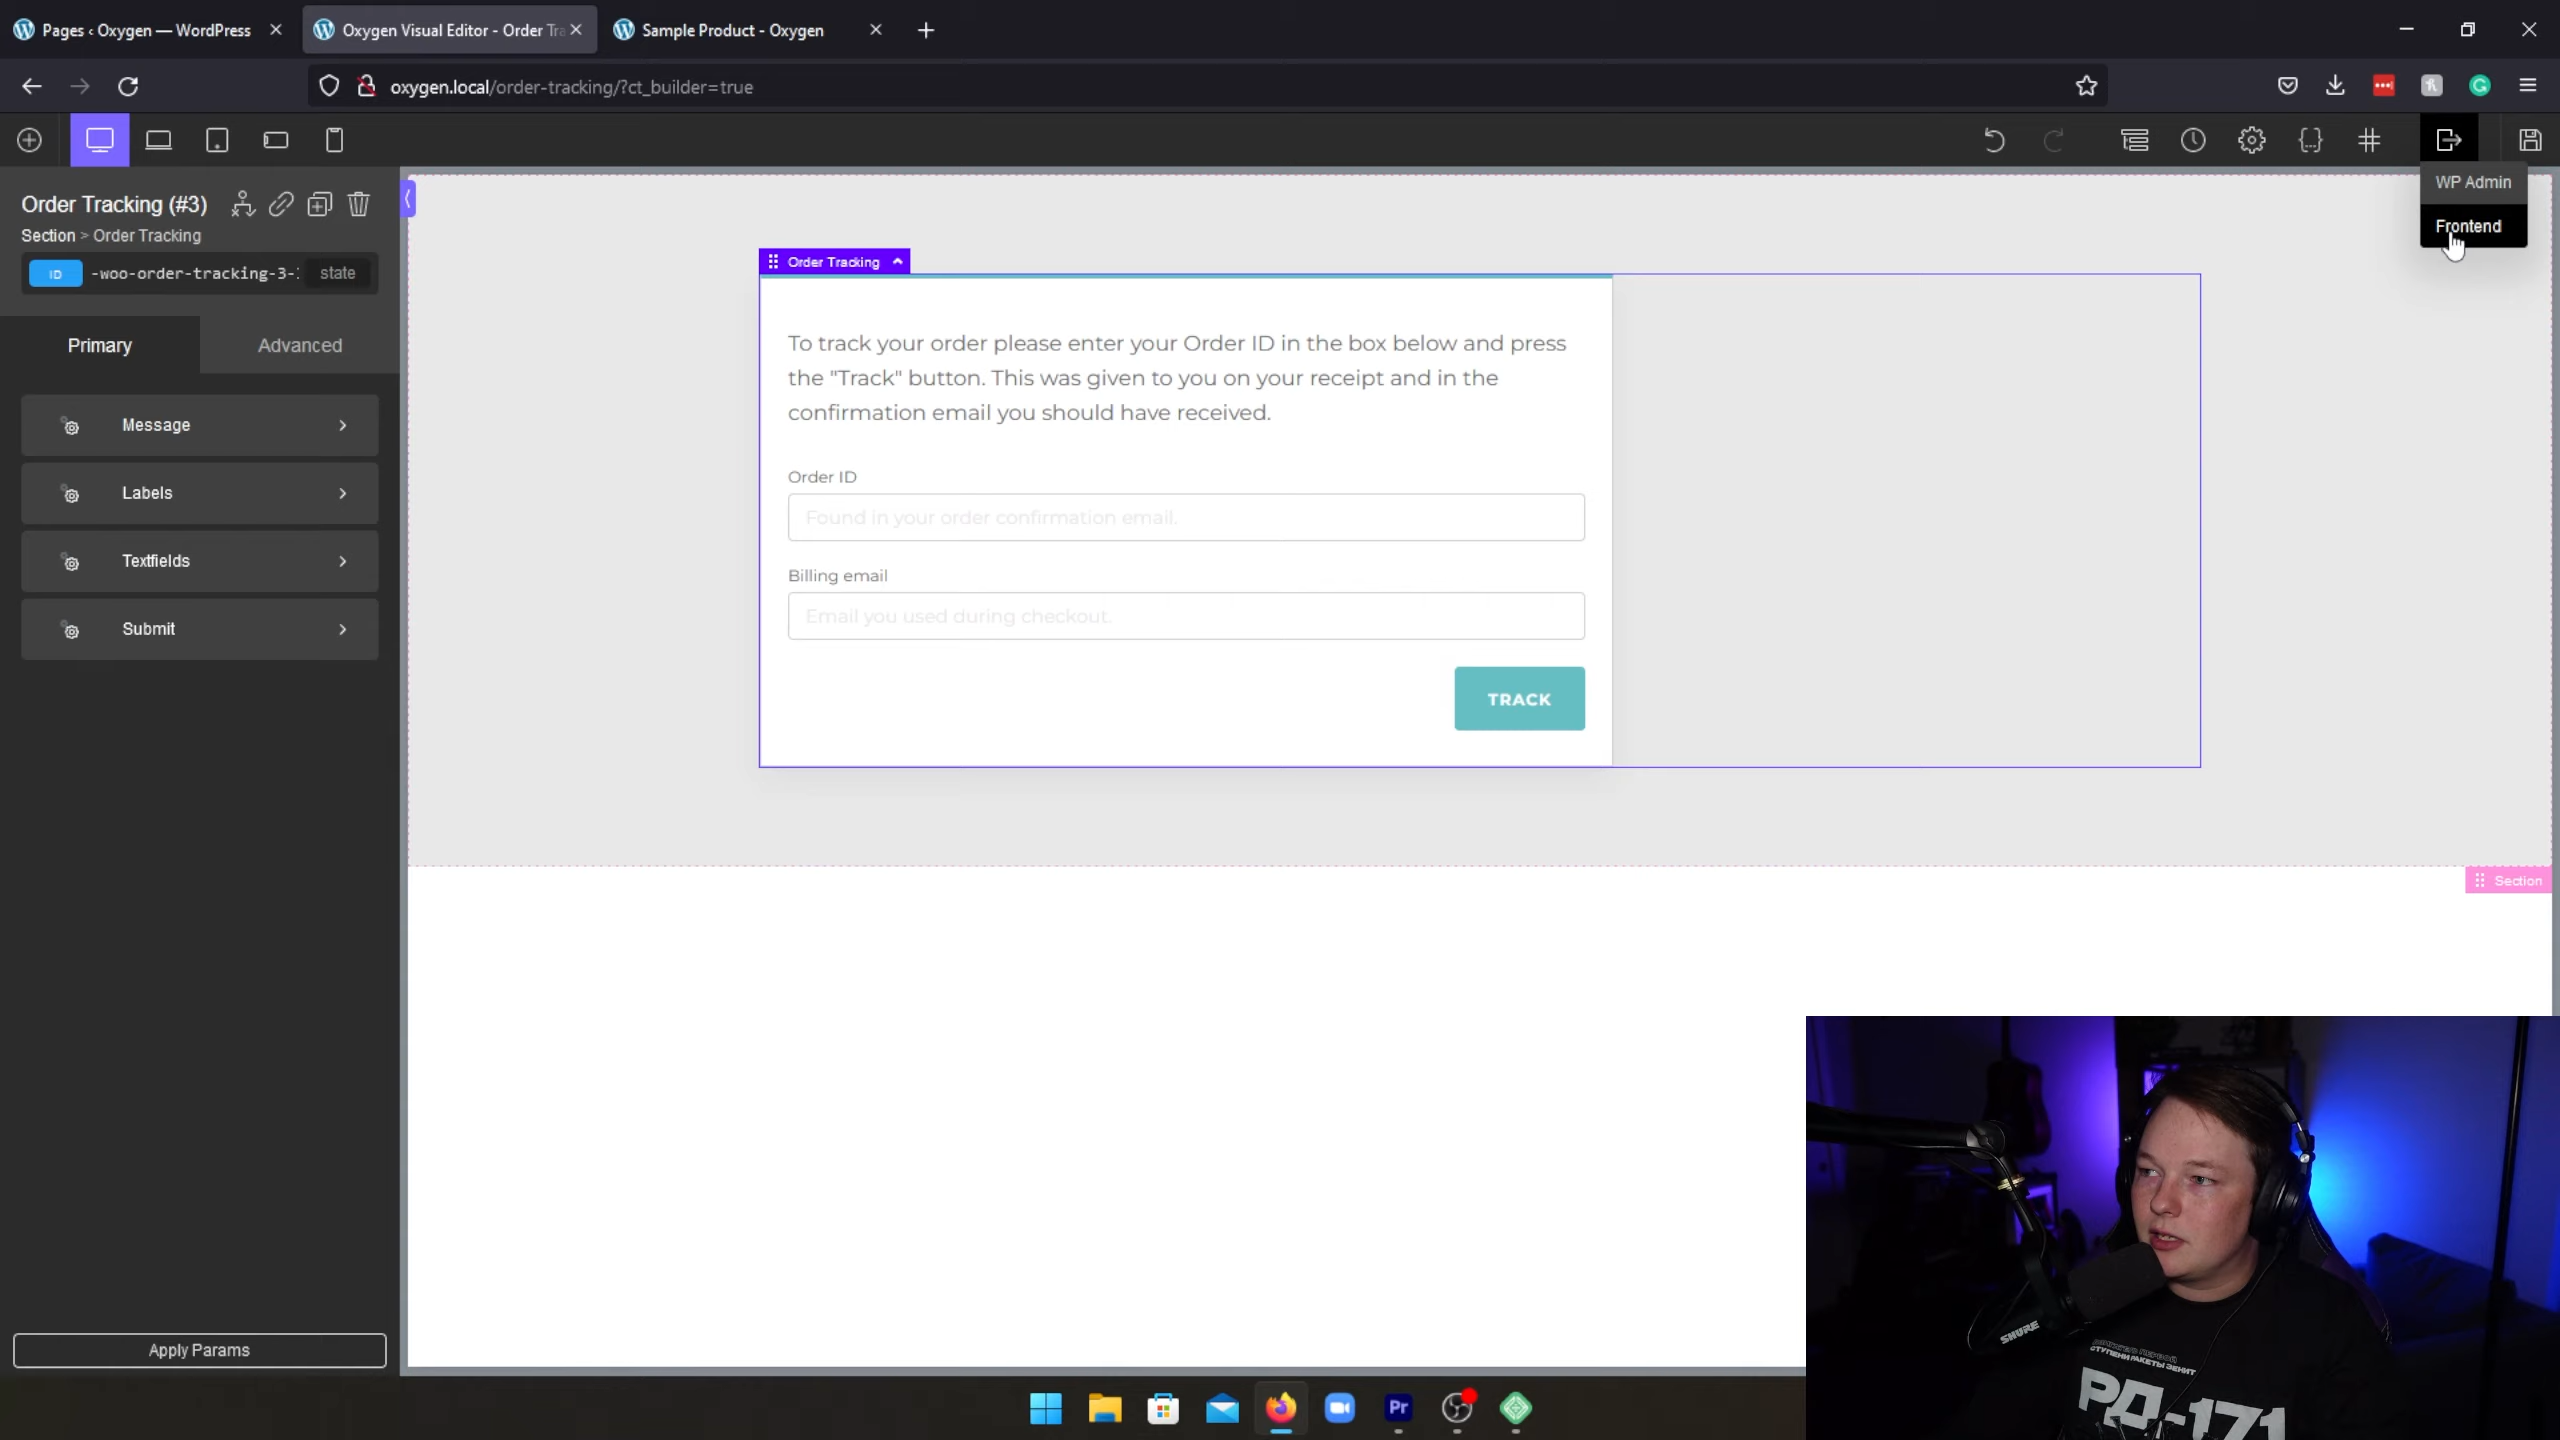 Pages ‹ Oxygen — WordPress
Oxygen Visual Editor - Order Tra
Sample Product - Oxygen
oxygen.local/order-tracking/?ct_builder=true
WP Admin
Frontend
Order Tracking (#3)
Section > Order Tracking
ID -woo-order-tracking-3- state
Primary Advanced
Message
Labels
Textfields
Submit
Apply Params
Order Tracking
To track your order please enter your Order ID in the box below and press
the "Track" button. This was given to you on your receipt and in the
confirmation email you should have received.
Order ID
Found in your order confirmation email.
Billing email
Email you used during checkout.
TRACK
Section
Pr
SHURE
СТУПЕНИ РАКЕТЫ ЗЕНИТ
РД-171